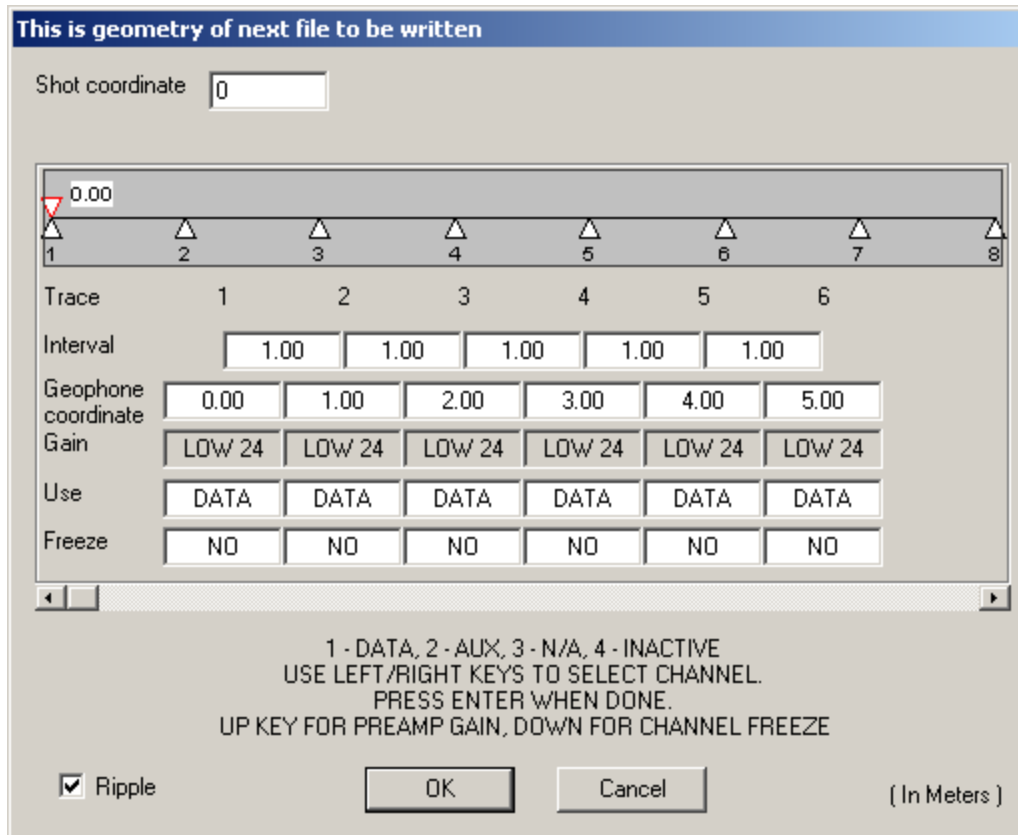 This is geometry of next file to be written
Shot coordinate 0
0.00
1 2 3 4 5 6 7 8
Trace 1 2 3 4 5 6
Interval 1.00 1.00 1.00 1.00 1.00
Geophone
coordinate 0.00 1.00 2.00 3.00 4.00 5.00
Gain LOW 24 LOW 24 LOW 24 LOW 24 LOW 24 LOW 24
Use DATA DATA DATA DATA DATA DATA
Freeze NO NO NO NO NO NO
1 - DATA, 2 - AUX, 3 - N/A, 4 - INACTIVE
USE LEFT/RIGHT KEYS TO SELECT CHANNEL.
PRESS ENTER WHEN DONE.
UP KEY FOR PREAMP GAIN, DOWN FOR CHANNEL FREEZE
Ripple OK Cancel ( In Meters )